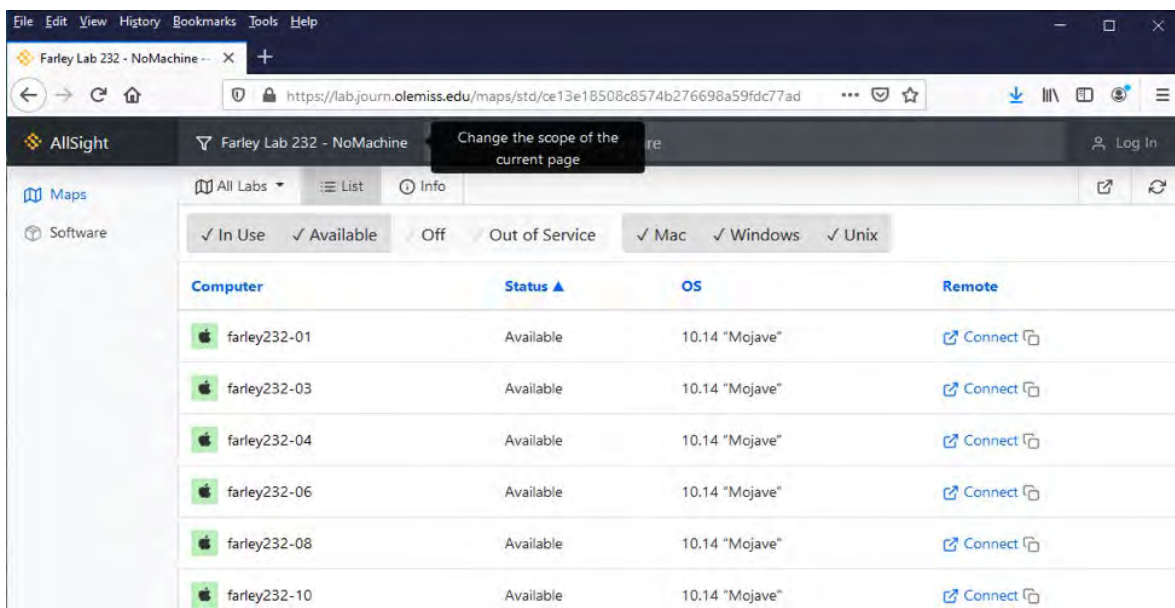 File Edit View History Bookmarks Tools Help
Farley Lab 232 - NoMachine --
https://lab.journ.olemiss.edu/maps/std/ce13e18508c8574b276698a59fdc77ad
AllSight Farley Lab 232 - NoMachine Change the scope of the re Log In
current page
Maps All Labs List Info
Software ✓ In Use ✓ Available ✓ Off ✓ Out of Service ✓ Mac ✓ Windows ✓ Unix
Computer Status ▲ OS Remote
farley232-01 Available 10.14 "Mojave" Connect
farley232-03 Available 10.14 "Mojave" Connect
farley232-04 Available 10.14 "Mojave" Connect
farley232-06 Available 10.14 "Mojave" Connect
farley232-08 Available 10.14 "Mojave" Connect
farley232-10 Available 10.14 "Mojave" Connect